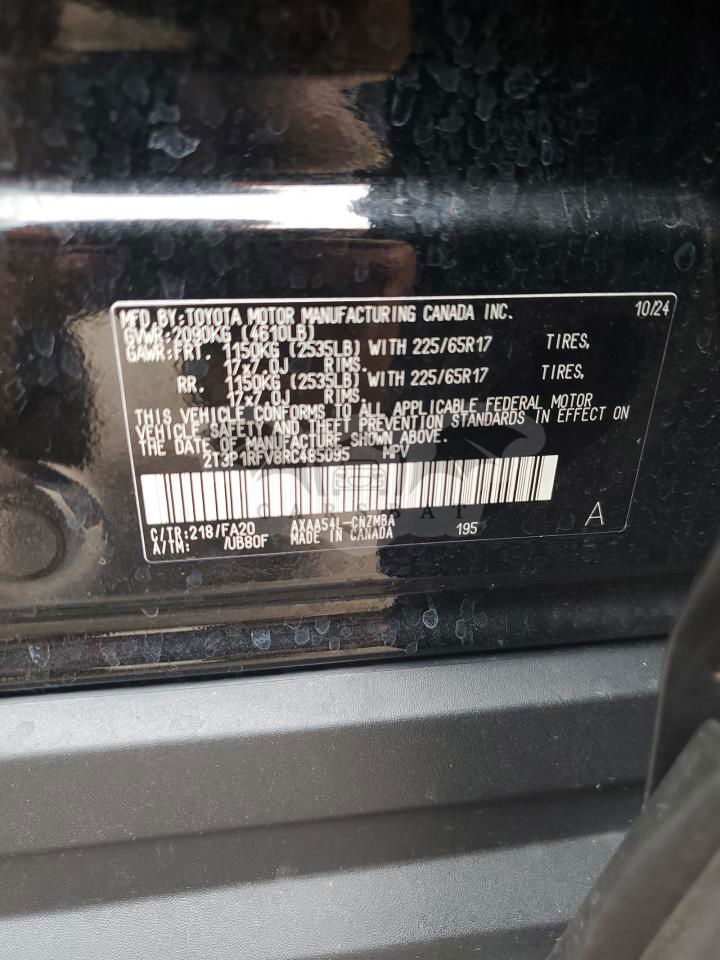 MFD.BY:TOYOTA MOTOR MANUFACTURING CANADA INC. 10/24
GVWR:2090KG (4610LB)
GAWR:FRT. 1150KG (2535LB) WITH 225/65R17 TIRES,
17x7.0J RIMS.
RR. 1150KG (2535LB) WITH 225/65R17 TIRES,
17x7.0J RIMS.
THIS VEHICLE CONFORMS TO ALL APPLICABLE FEDERAL MOTOR
VEHICLE SAFETY AND THEFT PREVENTION STANDARDS IN EFFECT ON
THE DATE OF MANUFACTURE SHOWN ABOVE.
2T3P1RFV8RC485095 MPV
C/TR:218/FA20 AXAA54L-CNZMBA 195 A
A/TM: /UB80F MADE IN CANADA